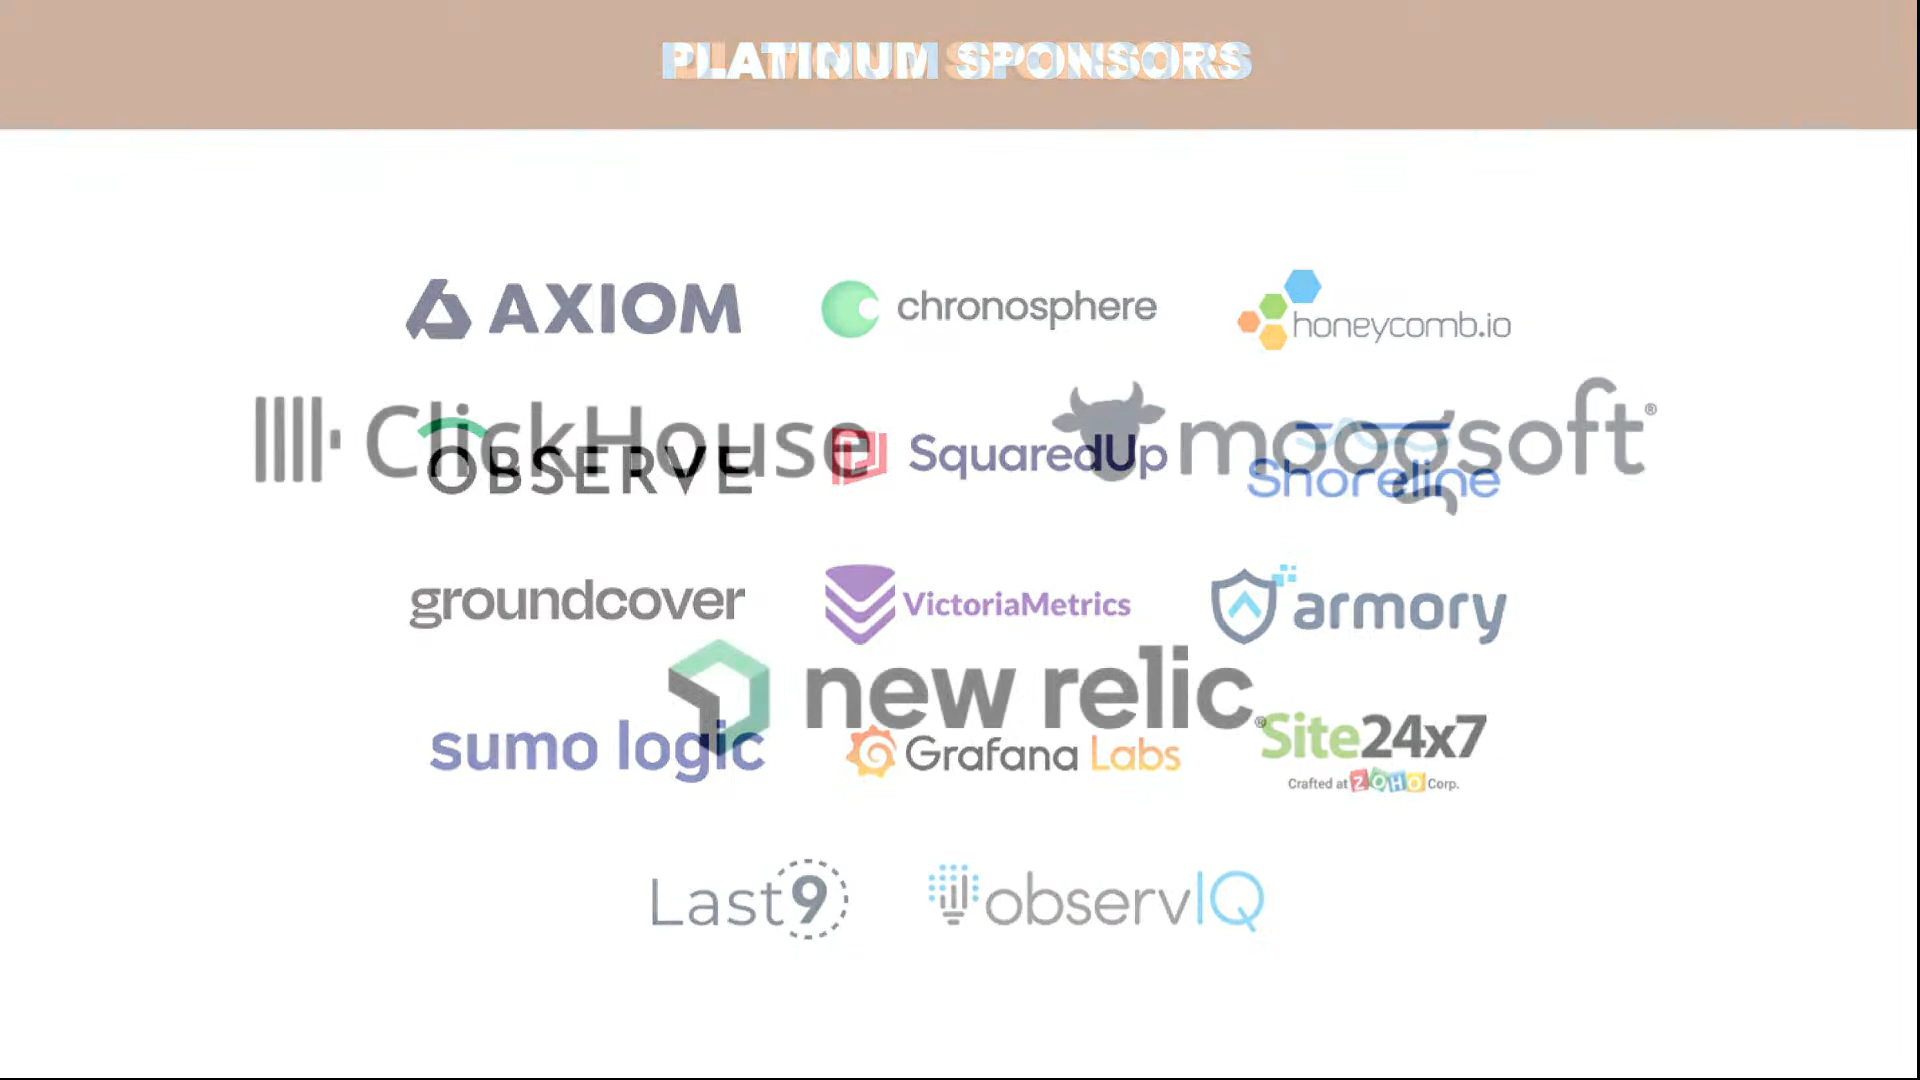 PLATINUM SPONSORS
AXIOM
chronosphere
honeycomb.io
ClickHouse
moogsoft®
OBSERVE
SquaredUp
Shoreline
groundcover
VictoriaMetrics
armory
new relic®
sumo logic
Grafana Labs
Site24x7
Crafted at ZOHO Corp.
Last9
observIQ